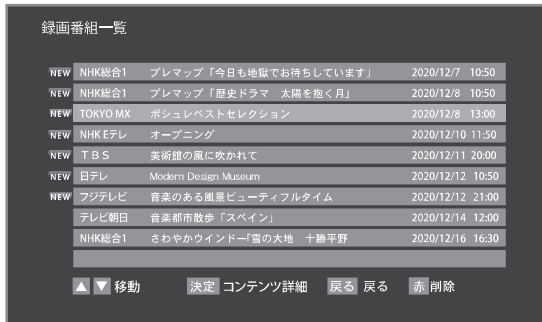 録画番組一覧
NEW NHK総合1 プレマップ「今日も地獄でお待ちしています」 2020/12/7 10:50
NEW NHK総合1 プレマップ「歴史ドラマ 太陽を抱く月」 2020/12/8 10:50
NEW TOKYO MX ボシュレベストセレクション 2020/12/8 13:00
NEW NHK Eテレ オープニング 2020/12/10 11:50
NEW TBS 美術館の風に吹かれて 2020/12/11 20:00
NEW 日テレ Modern Design Museum 2020/12/12 10:50
NEW フジテレビ 音楽のある風景ビューティフルタイム 2020/12/12 21:00
テレビ朝日 音楽都市散歩「スペイン」 2020/12/14 12:00
NHK総合1 さわやかウインドー「雪の大地 十勝平野 2020/12/16 16:30
▲ ▼ 移動 決定 コンテンツ詳細 戻る 戻る 赤 削除